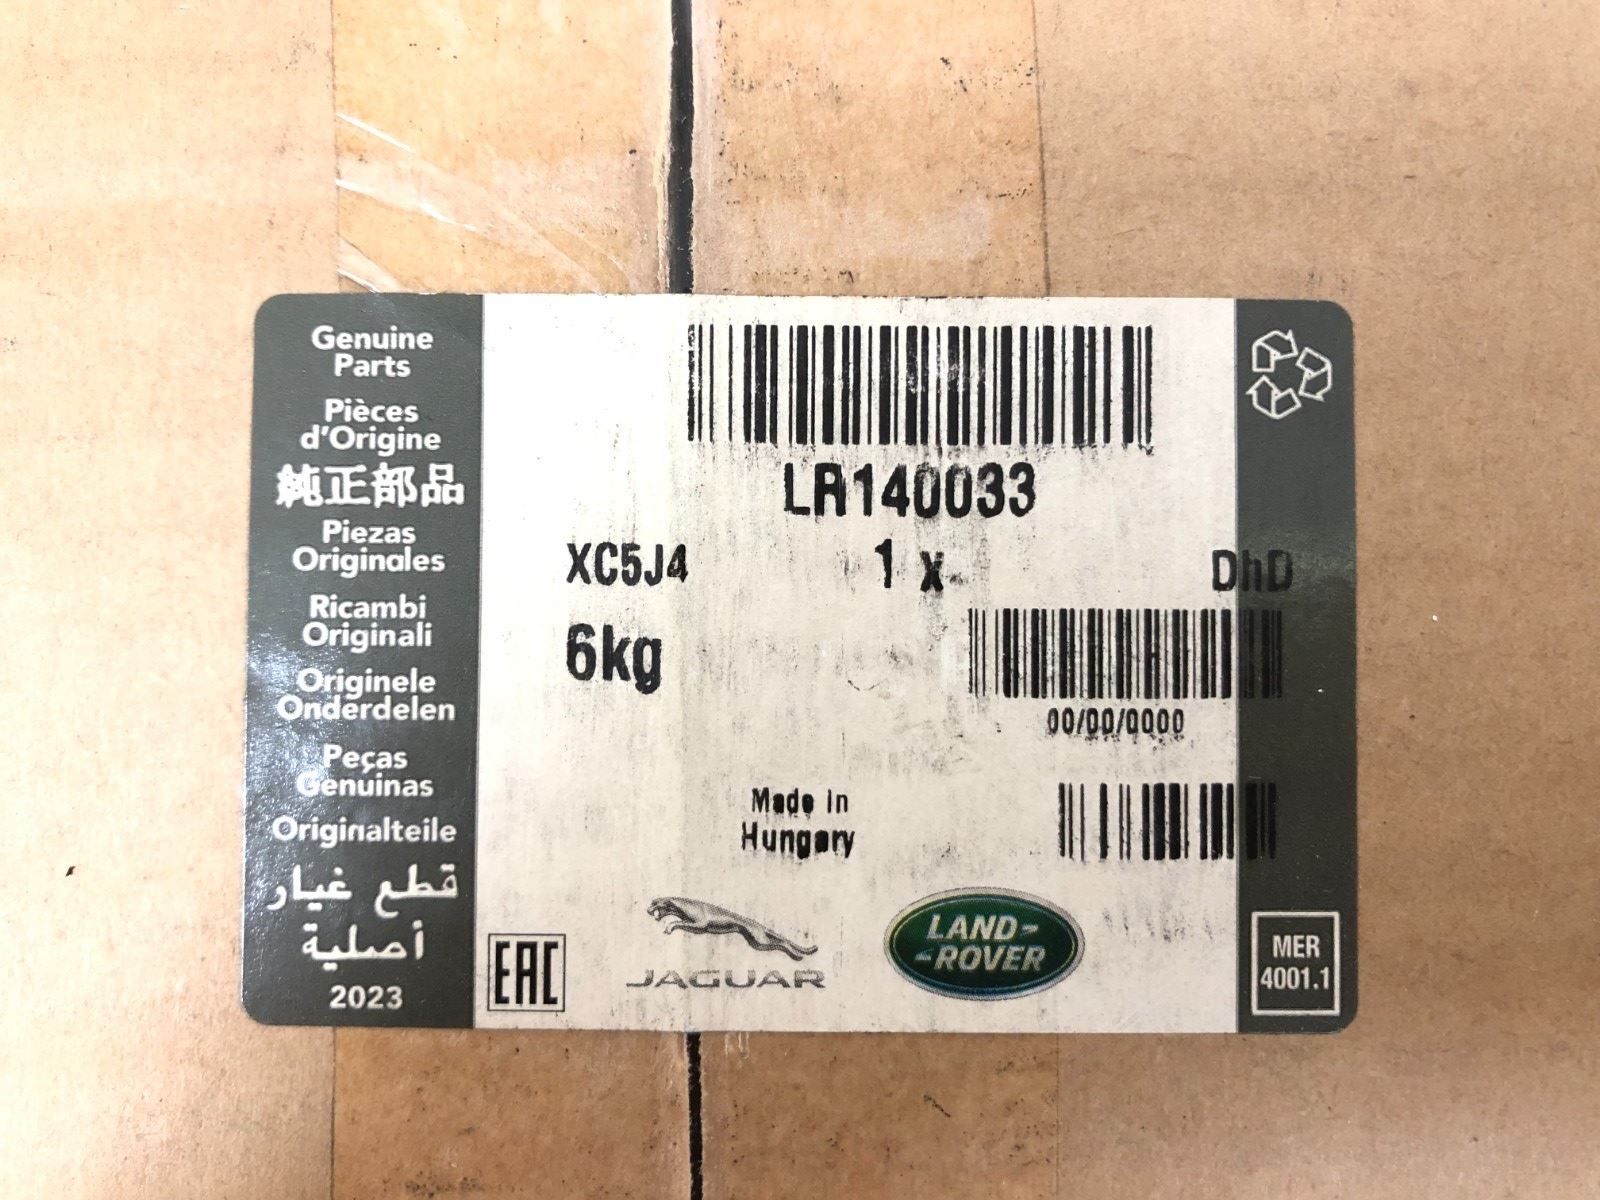 Genuine
Parts
Pièces
d'Origine
純正部品
Piezas
Originales
Ricambi
Originali
Originele
Onderdelen
Peças
Genuinas
Originalteile
قطع غيار
أصلية
2023
LR140033
XC5J4 1 x DhD
6kg
00/00/0000
Made in
Hungary
EAC
JAGUAR
LAND-
-ROVER
MER
4001.1